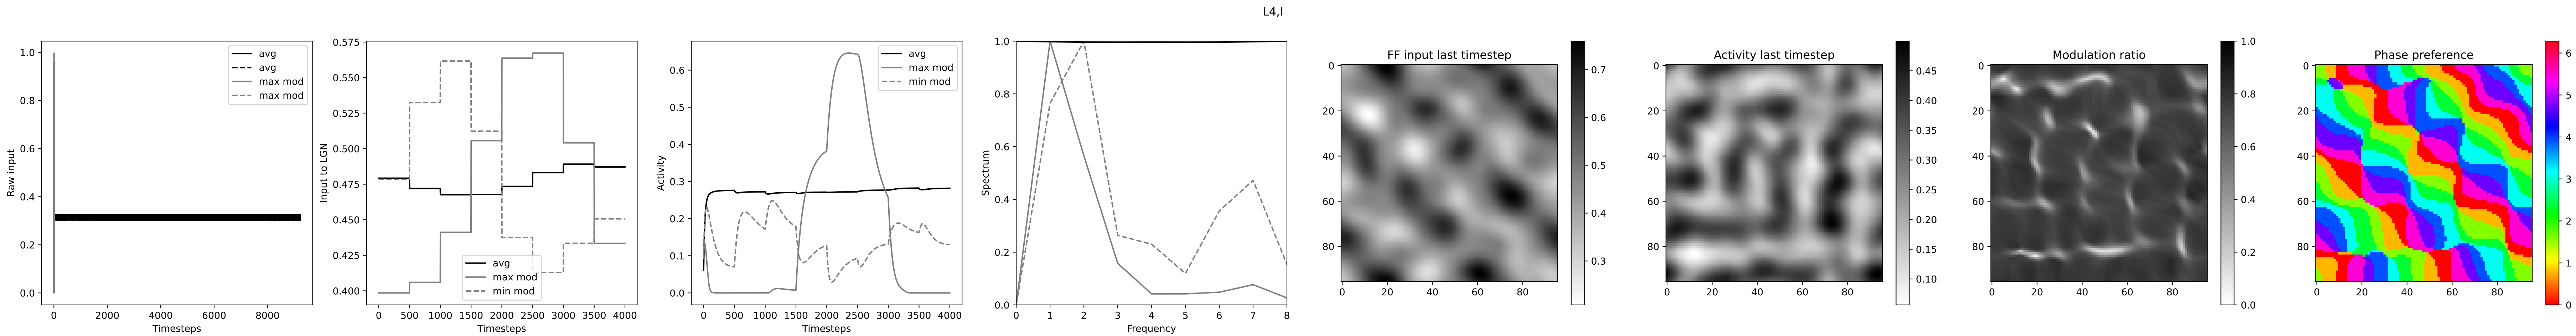 L4,I
Raw input
1.0
0.8
0.6
0.4
0.2
0.0
0 2000 4000 6000 8000
Timesteps
avg
avg
max mod
max mod
Input to LGN
0.575
0.550
0.525
0.500
0.475
0.450
0.425
0.400
0 500 1000 1500 2000 2500 3000 3500 4000
Timesteps
avg
max mod
min mod
Activity
0.6
0.5
0.4
0.3
0.2
0.1
0.0
0 500 1000 1500 2000 2500 3000 3500 4000
Timesteps
avg
max mod
min mod
Spectrum
1.0
0.8
0.6
0.4
0.2
0.0
0 1 2 3 4 5 6 7 8
Frequency
FF input last timestep
0
20
40
60
80
0 20 40 60 80
0.7
0.6
0.5
0.4
0.3
Activity last timestep
0
20
40
60
80
0 20 40 60 80
0.45
0.40
0.35
0.30
0.25
0.20
0.15
0.10
Modulation ratio
0
20
40
60
80
0 20 40 60 80
1.0
0.8
0.6
0.4
0.2
0.0
Phase preference
0
20
40
60
80
0 20 40 60 80
6
5
4
3
2
1
0